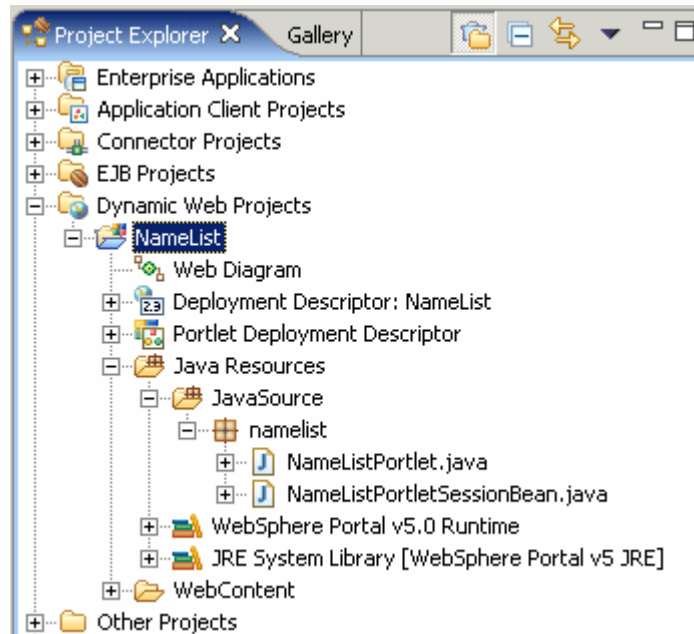 Project Explorer Gallery
Enterprise Applications
Application Client Projects
Connector Projects
EJB Projects
Dynamic Web Projects
NameList
Web Diagram
2.3 Deployment Descriptor: NameList
Portlet Deployment Descriptor
Java Resources
JavaSource
namelist
J NameListPortlet.java
J NameListPortletSessionBean.java
WebSphere Portal v5.0 Runtime
JRE System Library [WebSphere Portal v5 JRE]
WebContent
Other Projects